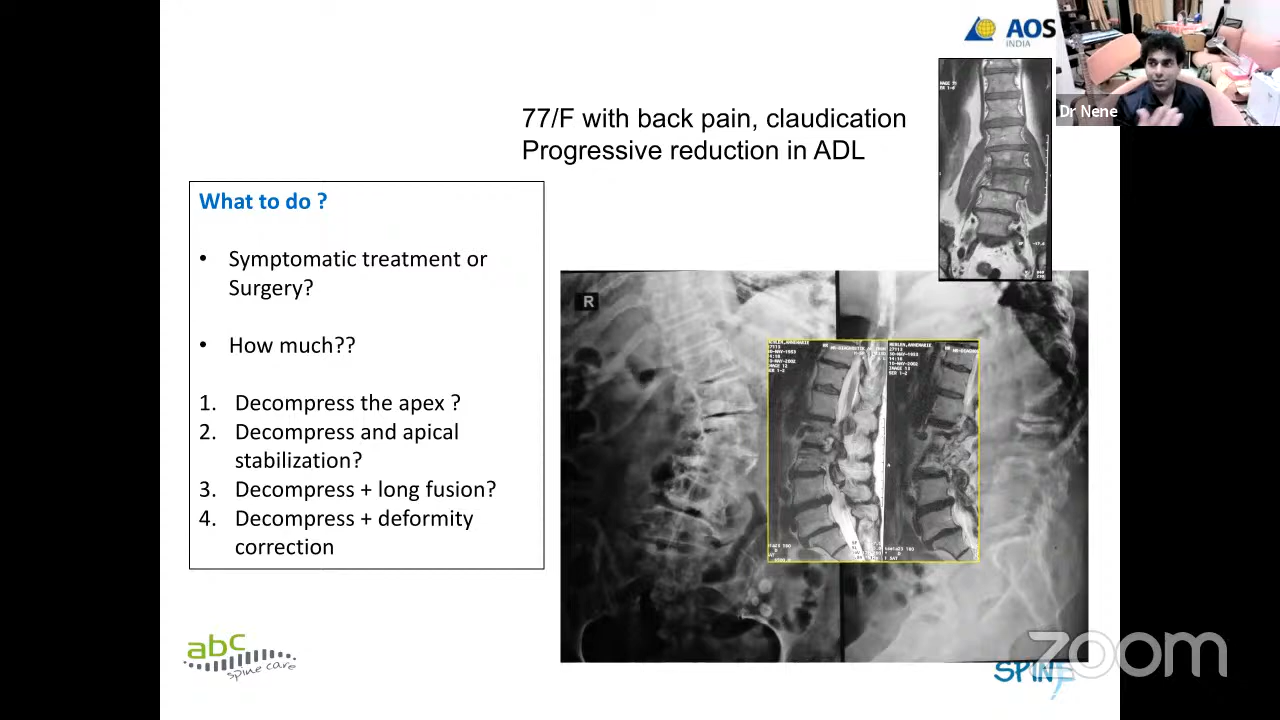 AOS
INDIA
Dr Nene
77/F with back pain, claudication
Progressive reduction in ADL
What to do ?
• Symptomatic treatment or
Surgery?
• How much??
1. Decompress the apex ?
2. Decompress and apical
stabilization?
3. Decompress + long fusion?
4. Decompress + deformity
correction
R
abc
spine care
zoom